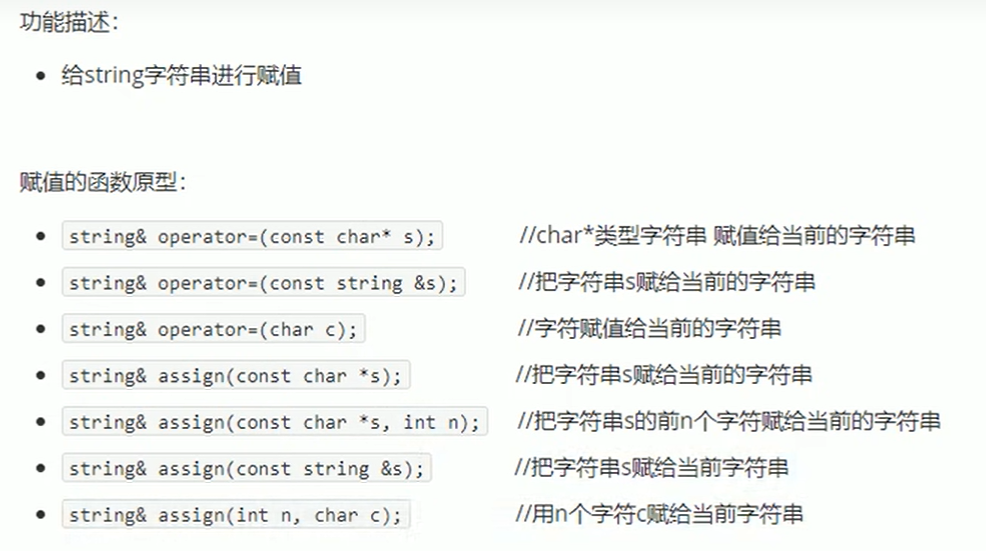 功能描述：
给string字符串进行赋值
赋值的函数原型：
string& operator=(const char* s); //char*类型字符串 赋值给当前的字符串
string& operator=(const string &s); //把字符串s赋给当前的字符串
string& operator=(char c); //字符赋值给当前的字符串
string& assign(const char *s); //把字符串s赋给当前的字符串
string& assign(const char *s, int n); //把字符串s的前n个字符赋给当前的字符串
string& assign(const string &s); //把字符串s赋给当前字符串
string& assign(int n, char c); //用n个字符c赋给当前字符串